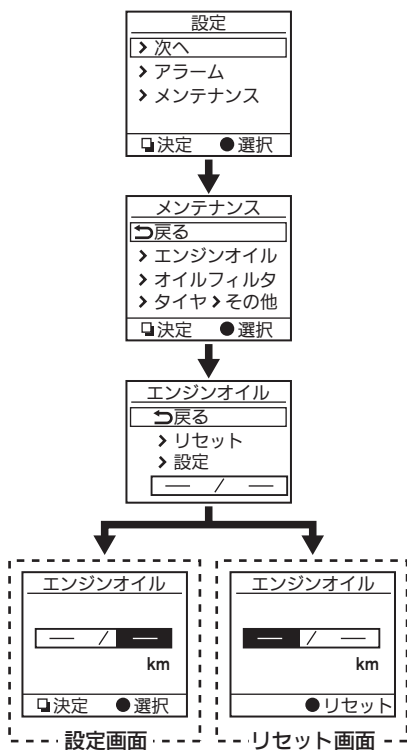 設定
> 次へ
> アラーム
> メンテナンス
決定 ●選択
メンテナンス
戻る
> エンジンオイル
> オイルフィルタ
> タイヤ > その他
決定 ●選択
エンジンオイル
戻る
> リセット
> 設定
— / —
エンジンオイル
— / —
km
決定 ●選択
設定画面
エンジンオイル
— / —
km
●リセット
リセット画面